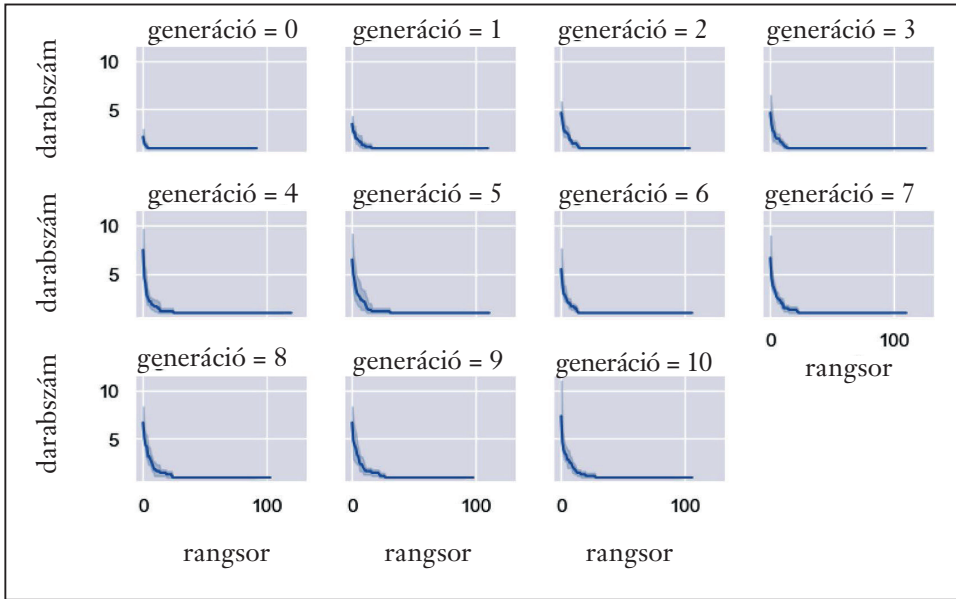 generáció = 0
generáció = 1
generáció = 2
generáció = 3
darabszám
10
5
generáció = 4
generáció = 5
generáció = 6
generáció = 7
darabszám
10
5
0
100
rangsor
generáció = 8
generáció = 9
generáció = 10
darabszám
10
5
0
100
0
100
0
100
rangsor
rangsor
rangsor